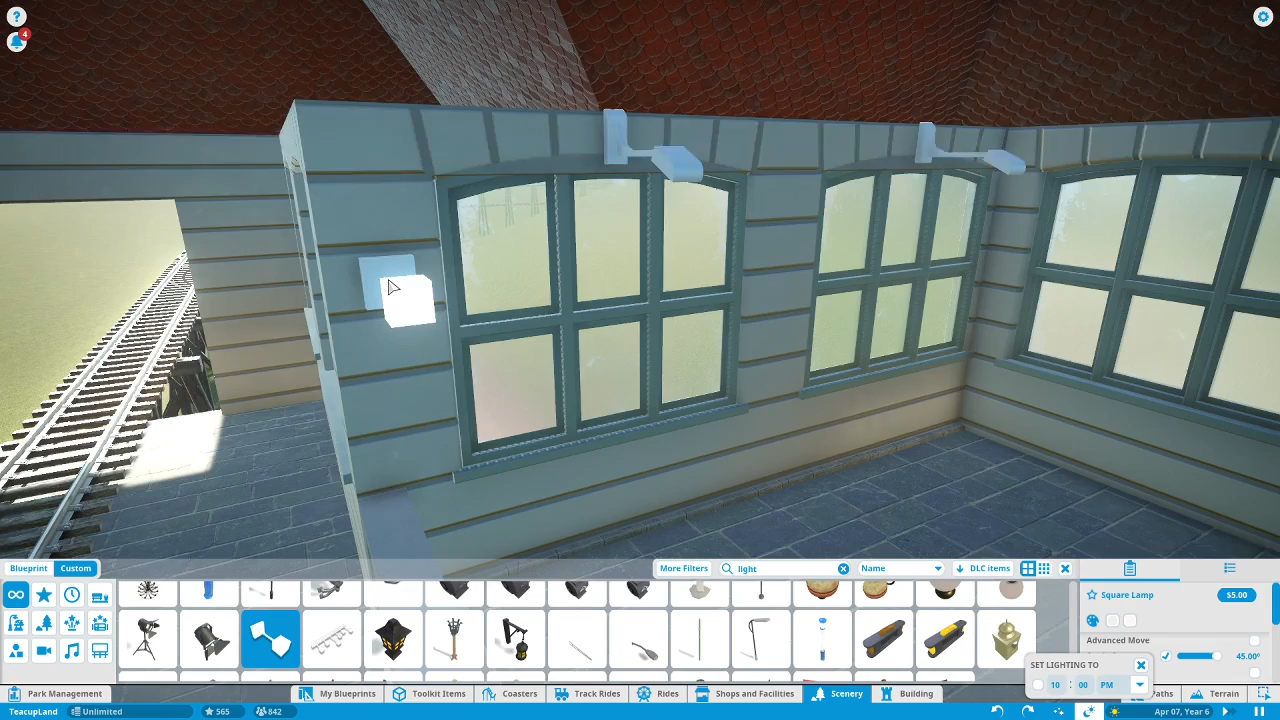 ?
4
Blueprint Custom
More Filters light Name DLC items
Square Lamp $5.00
Advanced Move
45.00º
SET LIGHTING TO
10 : 00 PM
Park Management My Blueprints Toolkit Items Coasters Track Rides Rides Shops and Facilities Scenery Building Paths Terrain
TeacupLand Unlimited 565 842 Apr 07, Year 6